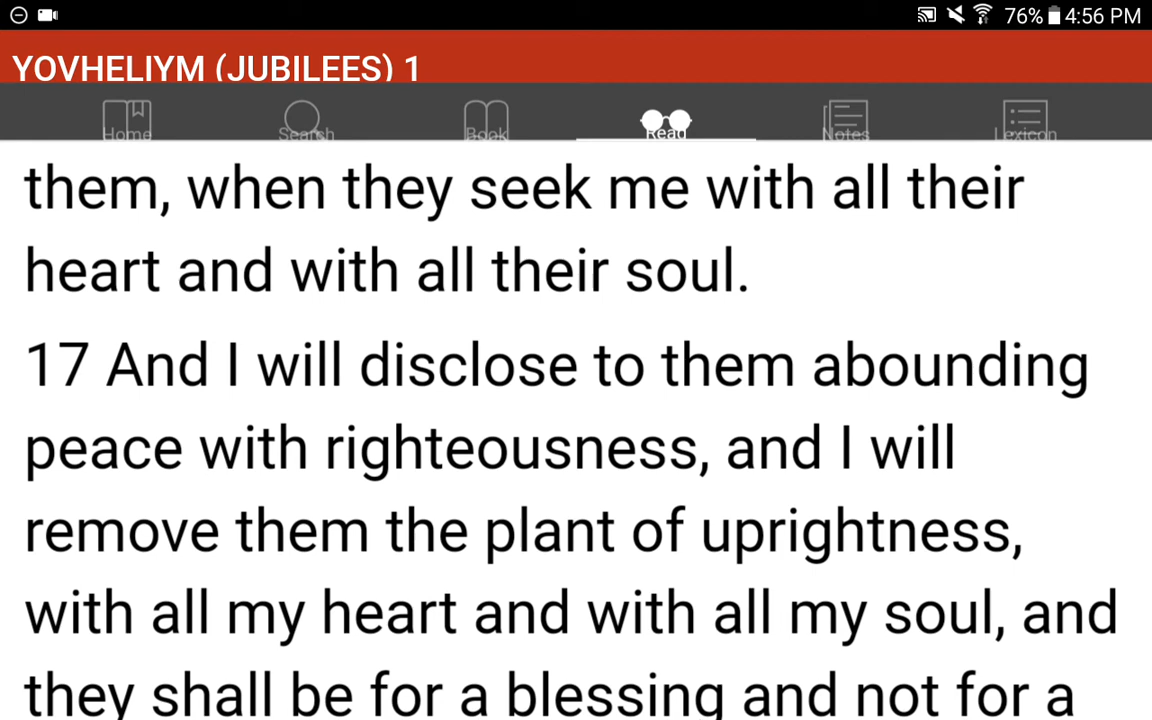 76% 4:56 PM
YOVHELIYM (JUBILEES) 1
Home Search Book Read Notes Lexicon
them, when they seek me with all their
heart and with all their soul.
17 And I will disclose to them abounding
peace with righteousness, and I will
remove them the plant of uprightness,
with all my heart and with all my soul, and
they shall be for a blessing and not for a